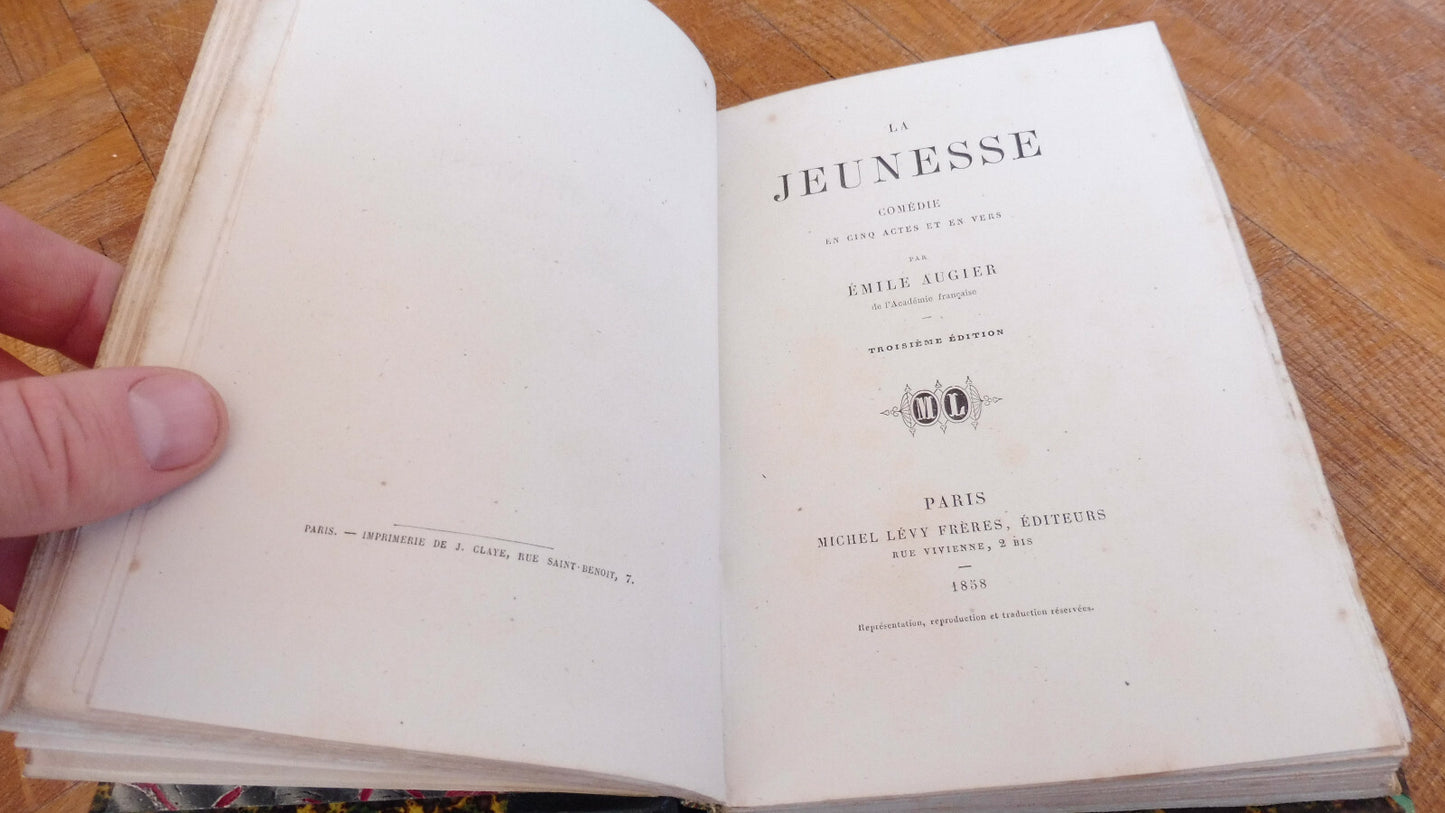 PARIS. — IMPRIMERIE DE J. CLAYE, RUE SAINT-BENOIT, 7.
LA
JEUNESSE
COMÉDIE
EN CINQ ACTES ET EN VERS
PAR
ÉMILE AUGIER
de l'Académie française
—
TROISIÈME ÉDITION
ML
PARIS
MICHEL LÉVY FRÈRES, ÉDITEURS
RUE VIVIENNE, 2 BIS
—
1858
Représentation, reproduction et traduction réservées.